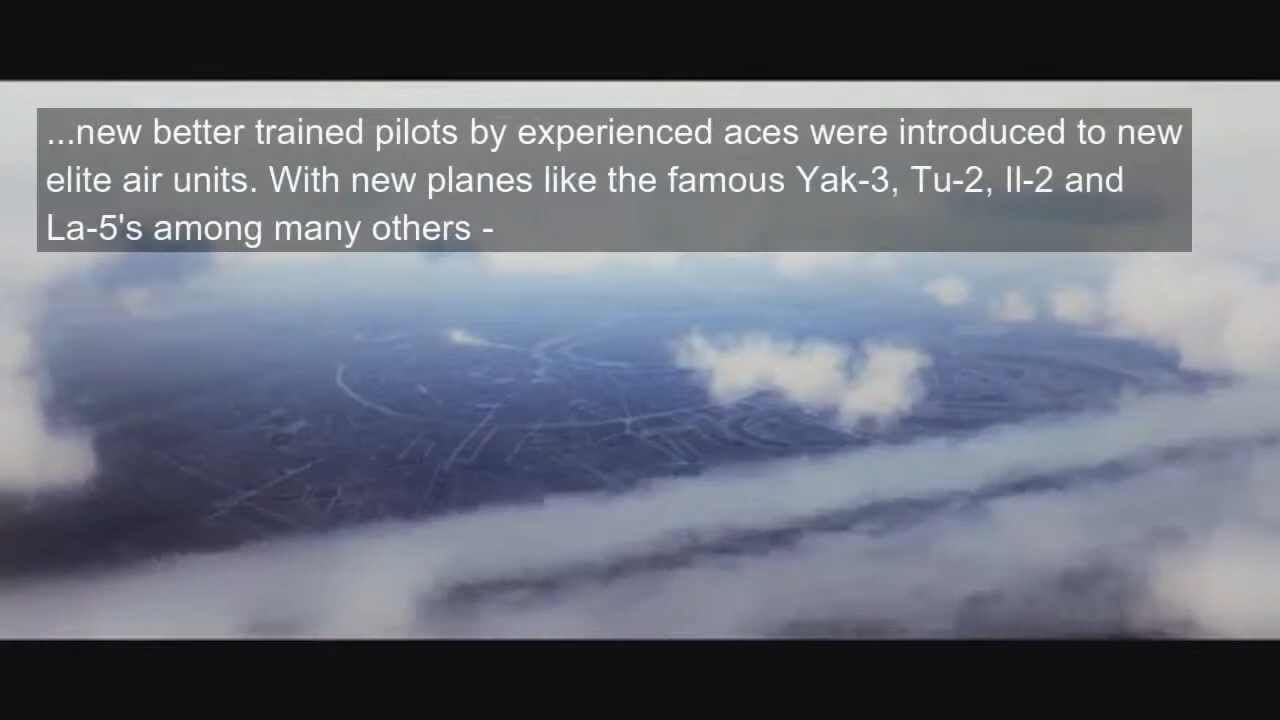 ...new better trained pilots by experienced aces were introduced to new
elite air units. With new planes like the famous Yak-3, Tu-2, Il-2 and
La-5's among many others -